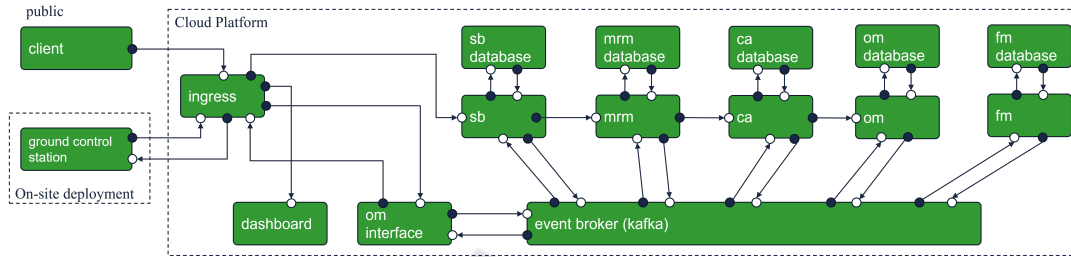 public
client
Cloud Platform
ingress
ground control
station
On-site deployment
dashboard
om
interface
event broker (kafka)
sb
database
mrm
database
ca
database
om
database
fm
database
sb
mrm
ca
om
fm